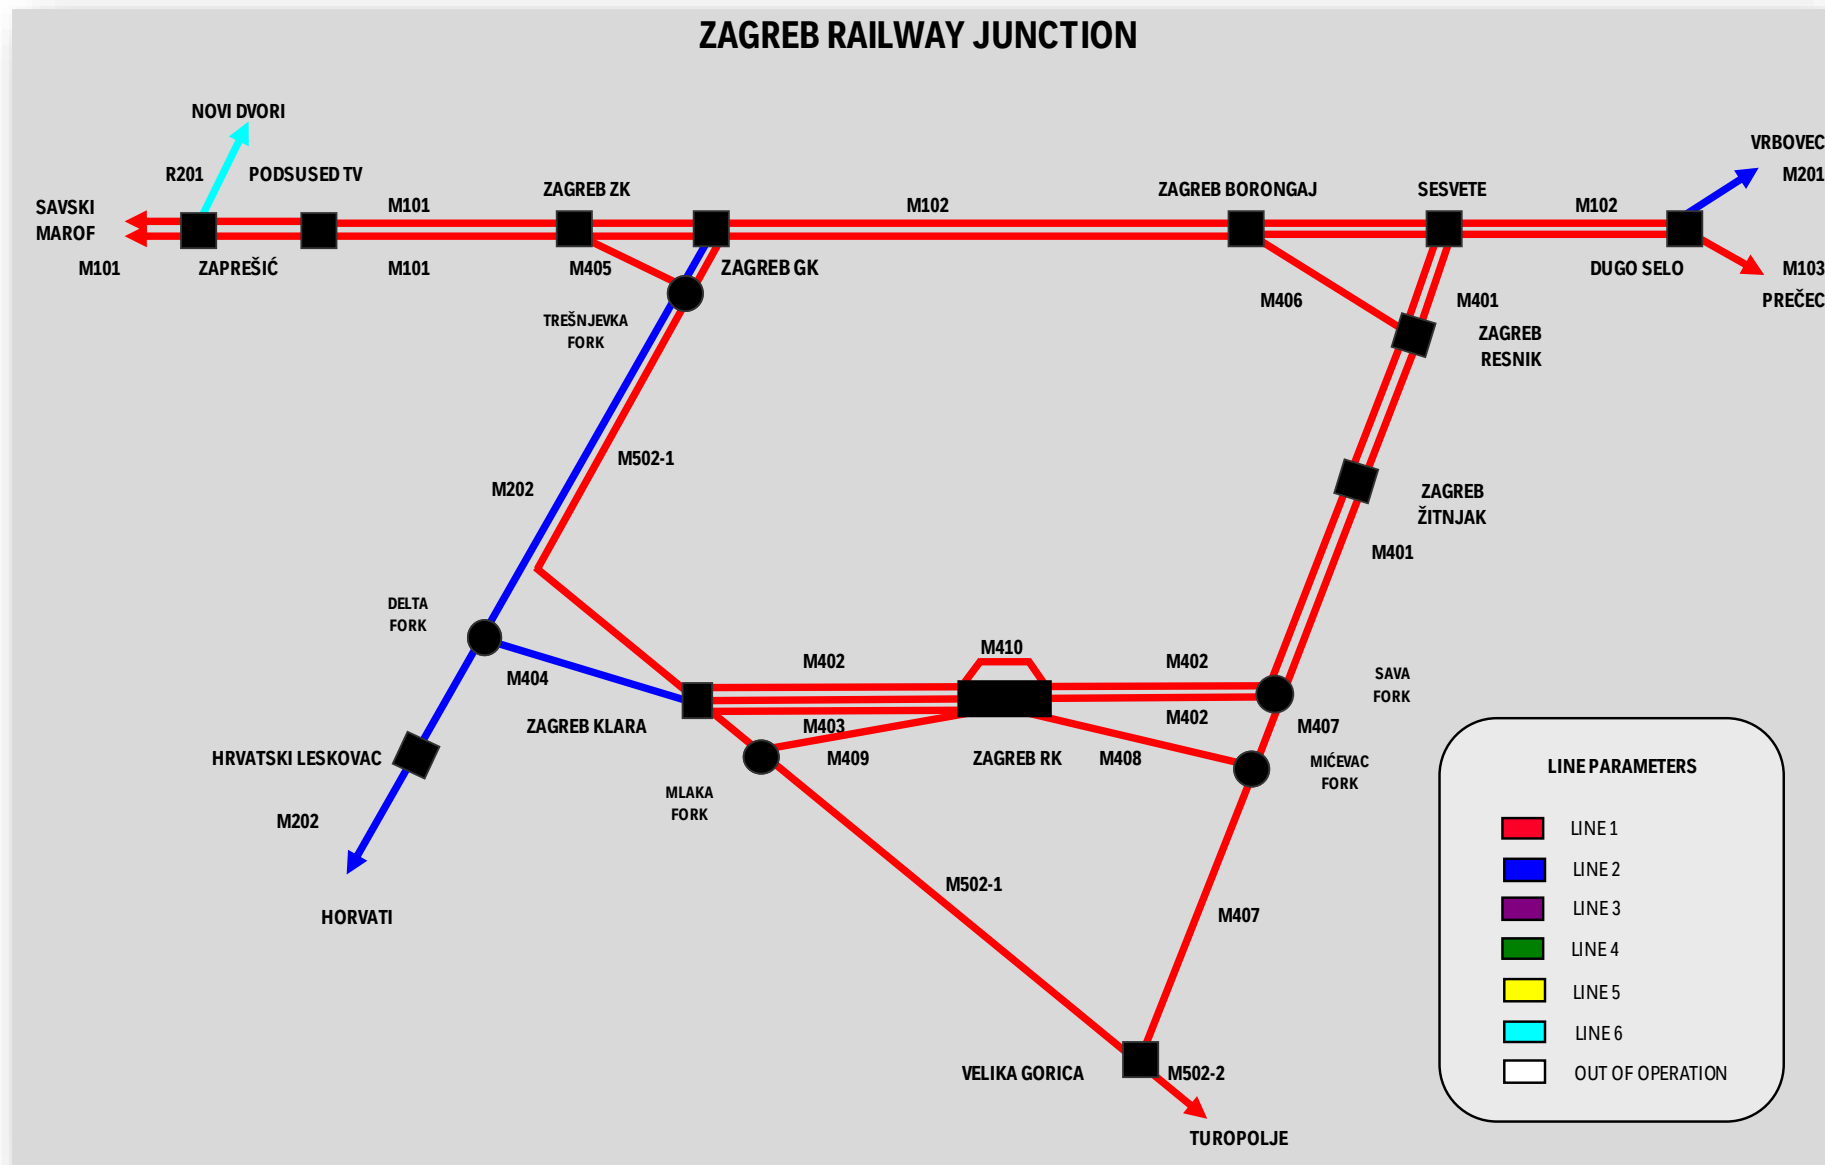 ZAGREB RAILWAY JUNCTION
NOVI DVORI
VRBOVEC
R201
PODSUSED TV
M201
ZAGREB ZK
ZAGREB BORONGAJ
SESVETE
SAVSKI
MAROF
M101
M102
M102
M101
ZAPREŠIĆ
M101
M405
ZAGREB GK
DUGO SELO
M103
PREČEC
M406
M401
TREŠNJEVKA
FORK
ZAGREB
RESNIK
M502-1
M202
ZAGREB
ŽITNJAK
M401
DELTA
FORK
M404
M402
M410
M402
SAVA
FORK
ZAGREB KLARA
M403
M402
M407
HRVATSKI LESKOVAC
M409
ZAGREB RK
M408
MIĆEVAC
FORK
MLAKA
FORK
M202
HORVATI
M502-1
M407
VELIKA GORICA
M502-2
TUROPOLJE
LINE PARAMETERS
LINE 1
LINE 2
LINE 3
LINE 4
LINE 5
LINE 6
OUT OF OPERATION